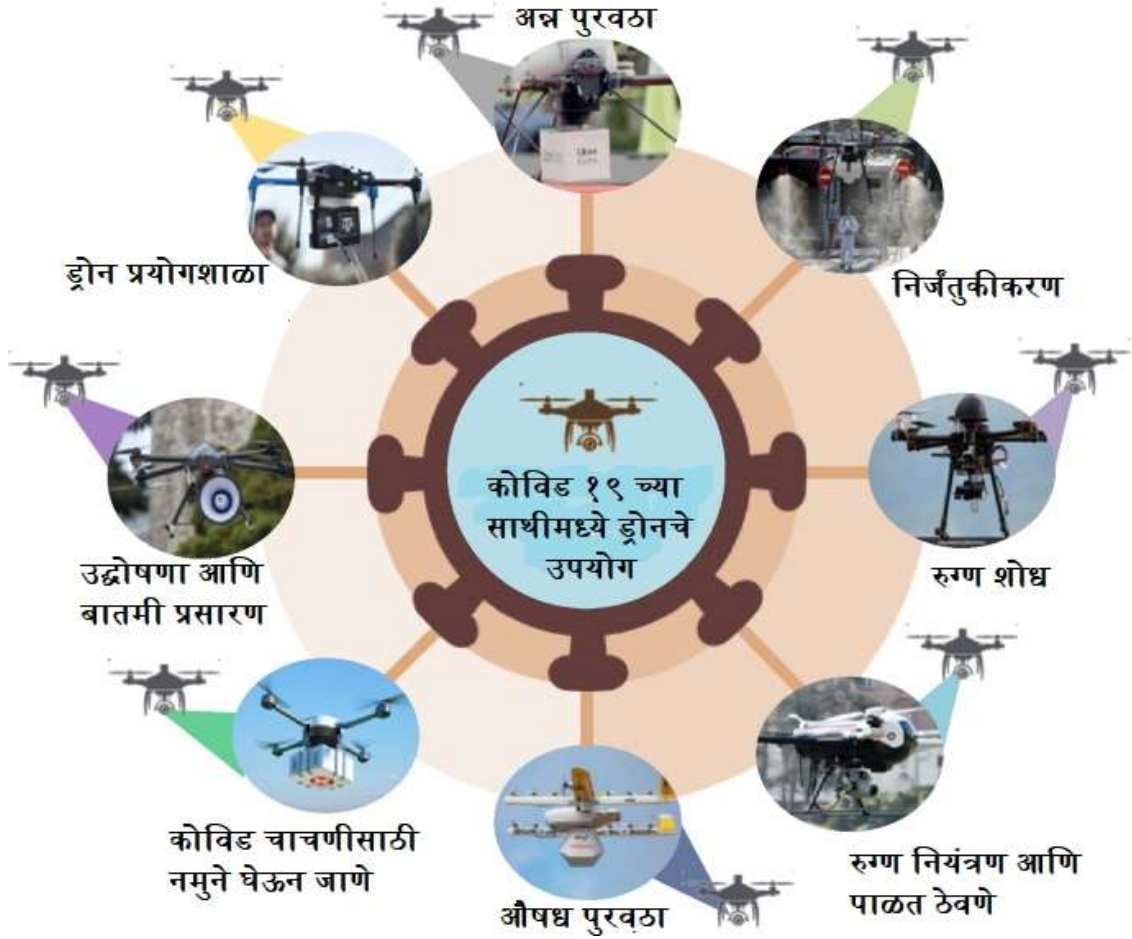 अन्न पुरवठा
निर्जंतुकीकरण
रुग्ण शोध
रुग्ण नियंत्रण आणि
पाळत ठेवणे
औषध पुरवठा
कोविड चाचणीसाठी
नमुने घेऊन जाणे
उद्घोषणा आणि
बातमी प्रसारण
ड्रोन प्रयोगशाळा
कोविड १९ च्या
साथीमध्ये ड्रोनचे
उपयोग